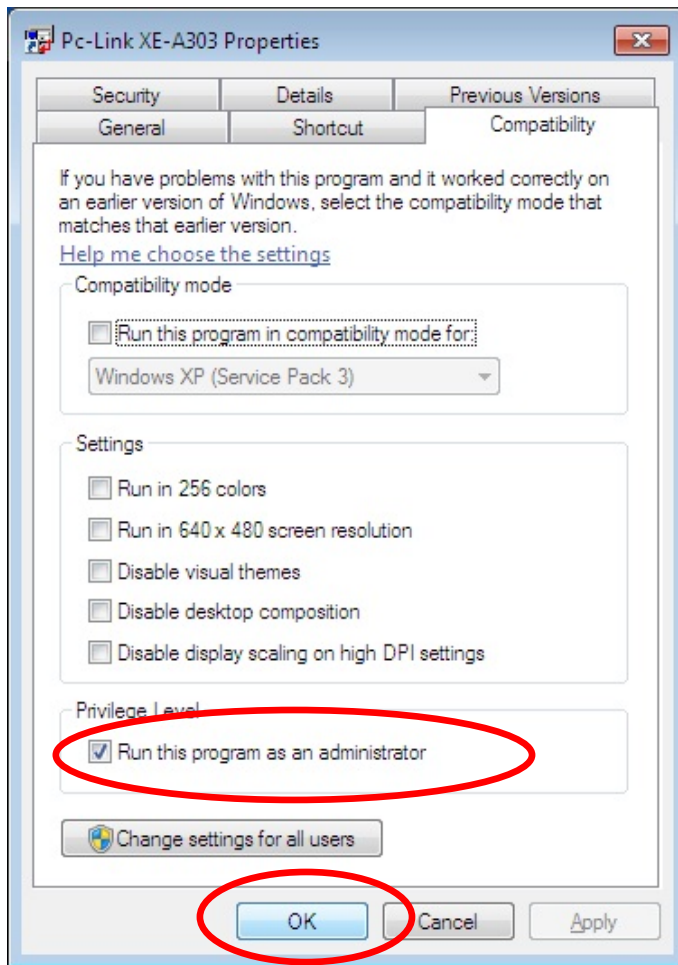 Pc-Link XE-A303 Properties
Security Details Previous Versions
General Shortcut Compatibility
If you have problems with this program and it worked correctly on
an earlier version of Windows, select the compatibility mode that
matches that earlier version.
Help me choose the settings
Compatibility mode
Run this program in compatibility mode for:
Windows XP (Service Pack 3)
Settings
Run in 256 colors
Run in 640 x 480 screen resolution
Disable visual themes
Disable desktop composition
Disable display scaling on high DPI settings
Privilege Level
Run this program as an administrator
Change settings for all users
OK Cancel Apply